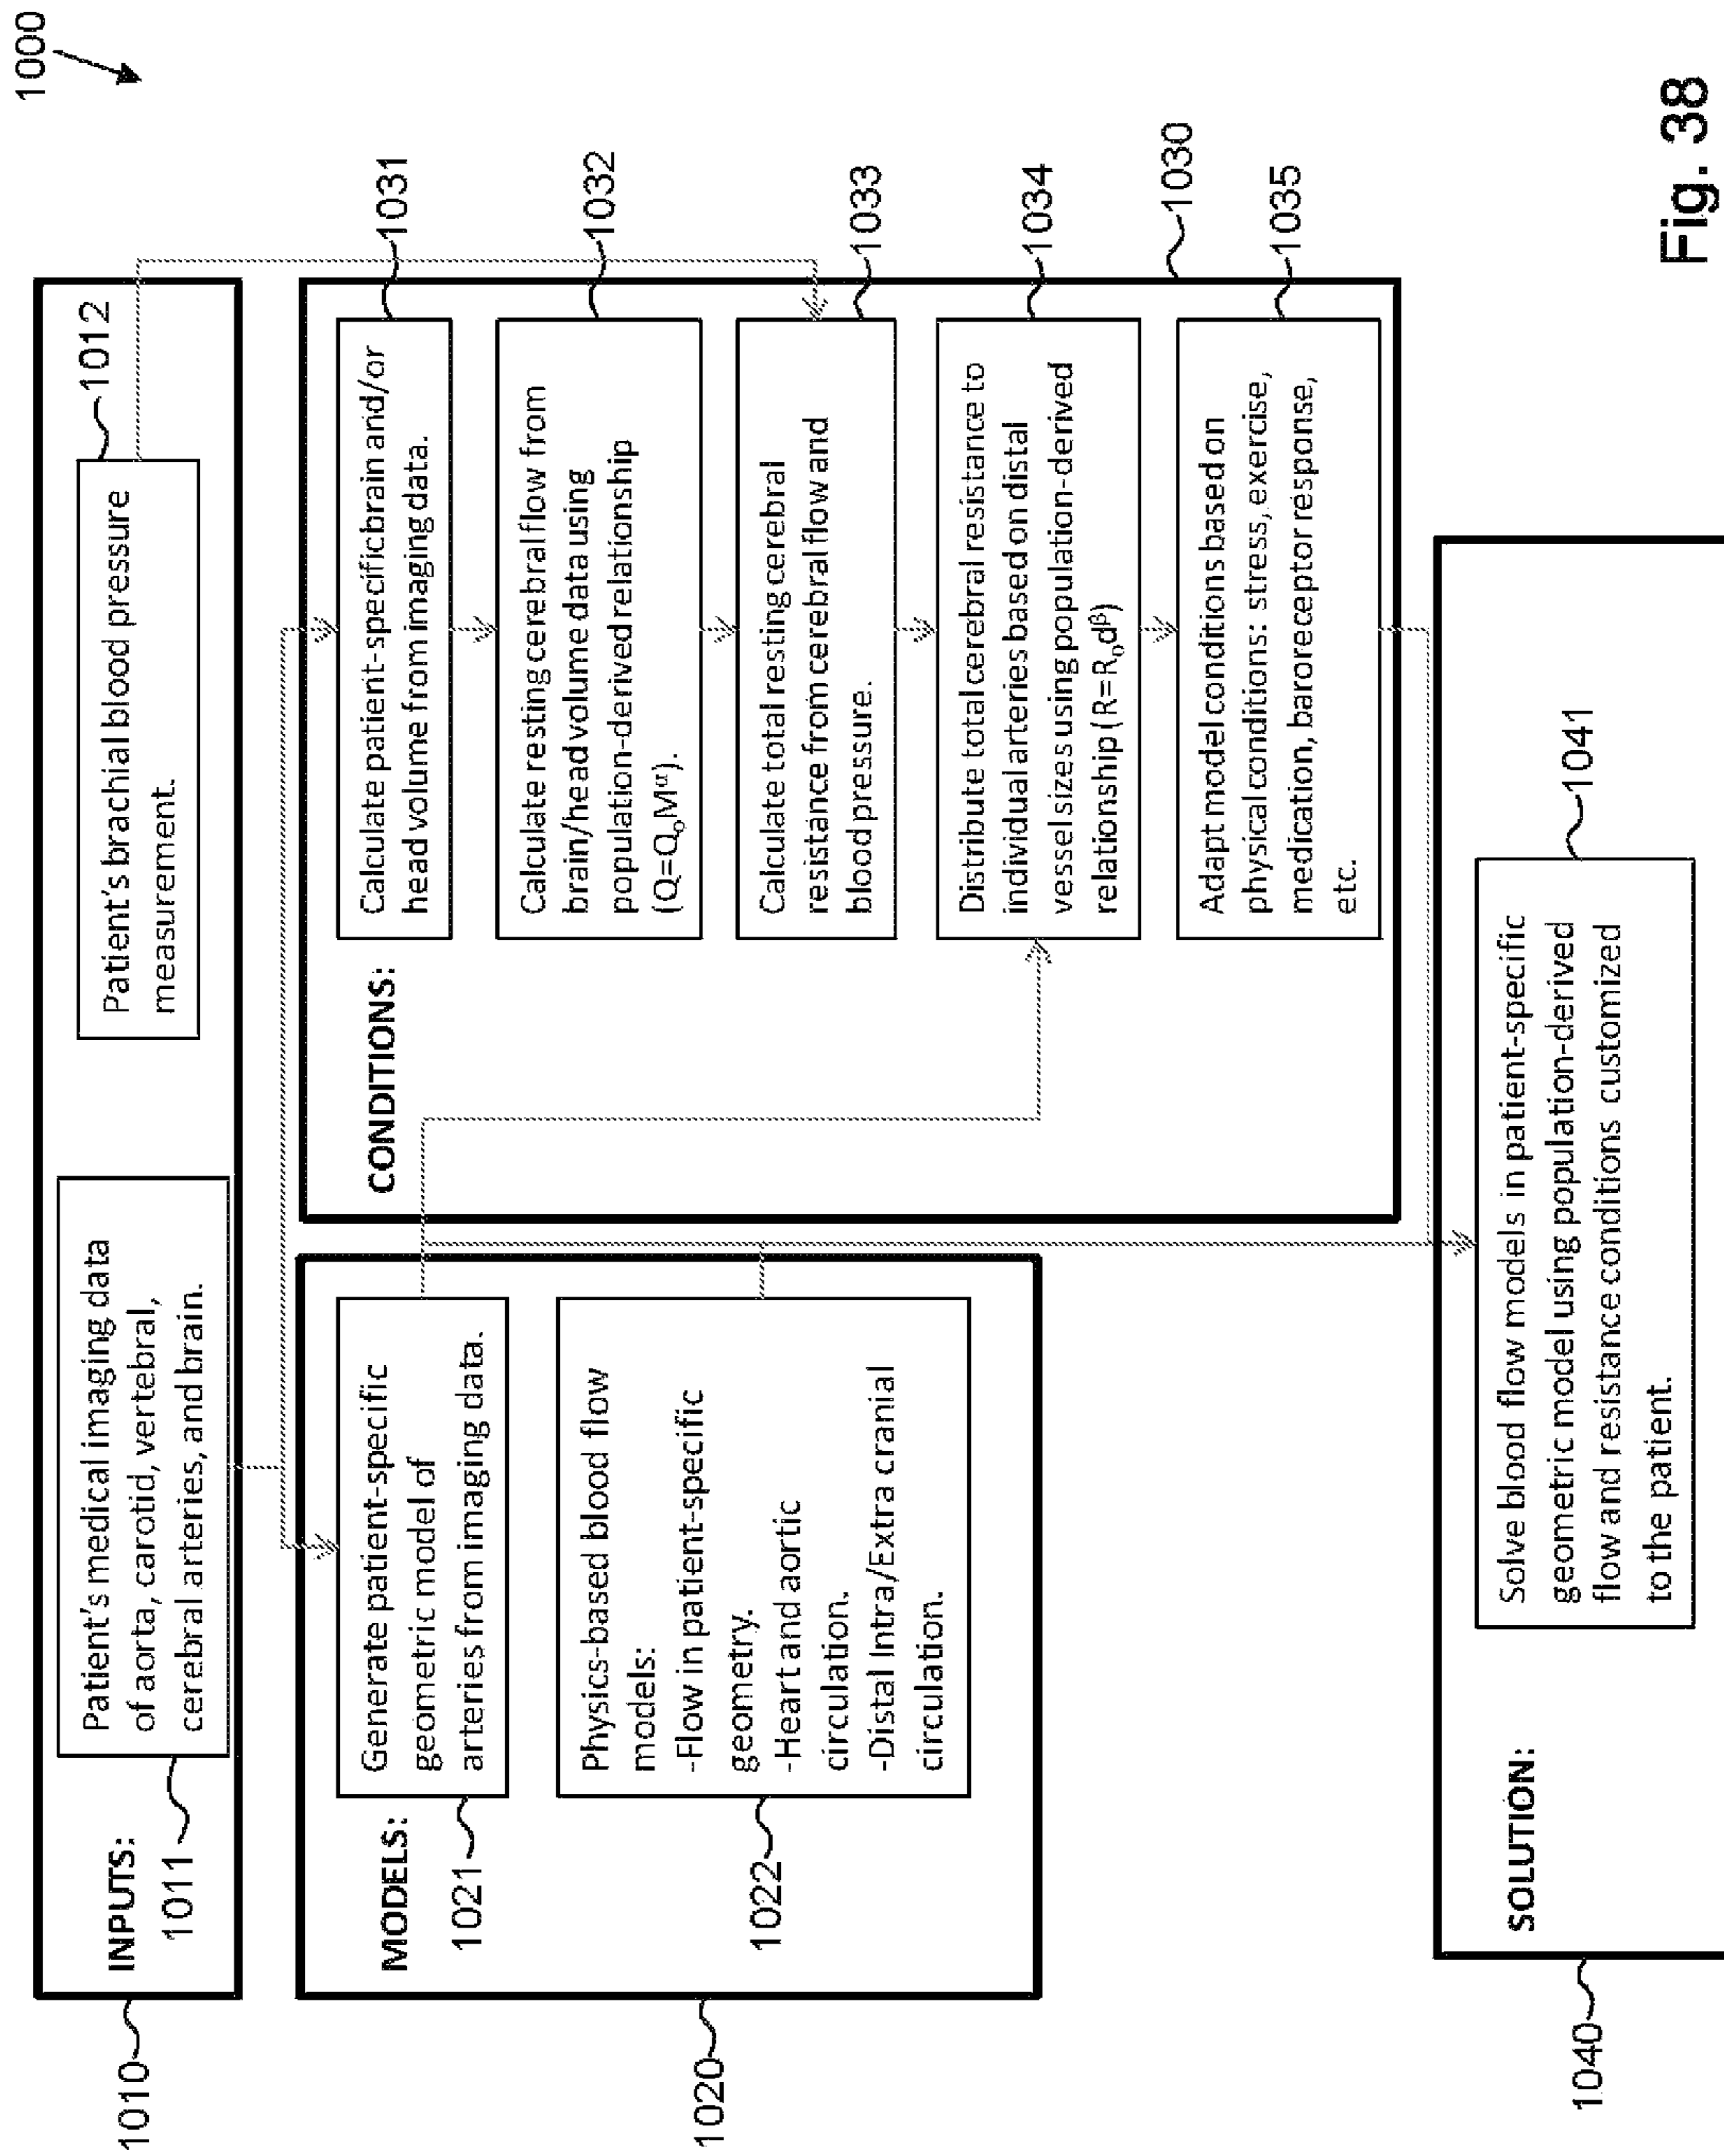 1000
1010
INPUTS:
1011
Patient's medical imaging data
of aorta, carotid, vertebral,
cerebral arteries, and brain.
1012
Patient's brachial blood pressure
measurement.
1020
MODELS:
1021
Generate patient-specific
geometric model of
arteries from imaging data.
1022
Physics-based blood flow
models:
-Flow in patient-specific
geometry.
-Heart and aortic
circulation.
-Distal Intra/Extra cranial
circulation.
CONDITIONS:
1031
Calculate patient-specific brain and/or
head volume from imaging data.
1032
Calculate resting cerebral flow from
brain/head volume data using
population-derived relationship
(Q=Q₀Mᵅ).
1033
Calculate total resting cerebral
resistance from cerebral flow and
blood pressure.
1034
Distribute total cerebral resistance to
individual arteries based on distal
vessel sizes using population-derived
relationship (R=R₀dᵝ)
1030
1035
Adapt model conditions based on
physical conditions: stress, exercise,
medication, baroreceptor response,
etc.
1040
SOLUTION:
1041
Solve blood flow models in patient-specific
geometric model using population-derived
flow and resistance conditions customized
to the patient.
Fig. 38